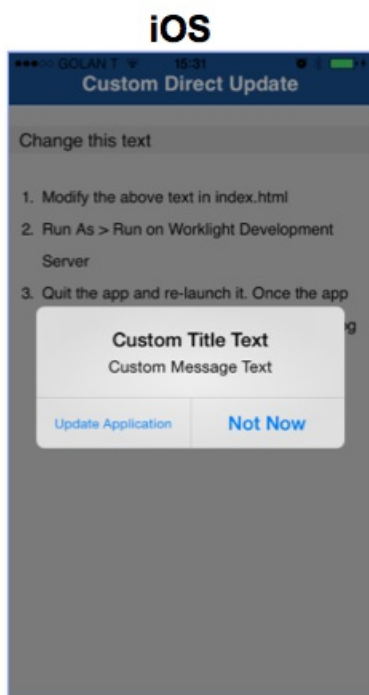 iOS
GOLAN T 15:31
Custom Direct Update
Change this text
1. Modify the above text in index.html
2. Run As > Run on Worklight Development
Server
3. Quit the app and re-launch it. Once the app
Custom Title Text
Custom Message Text
Update Application Not Now